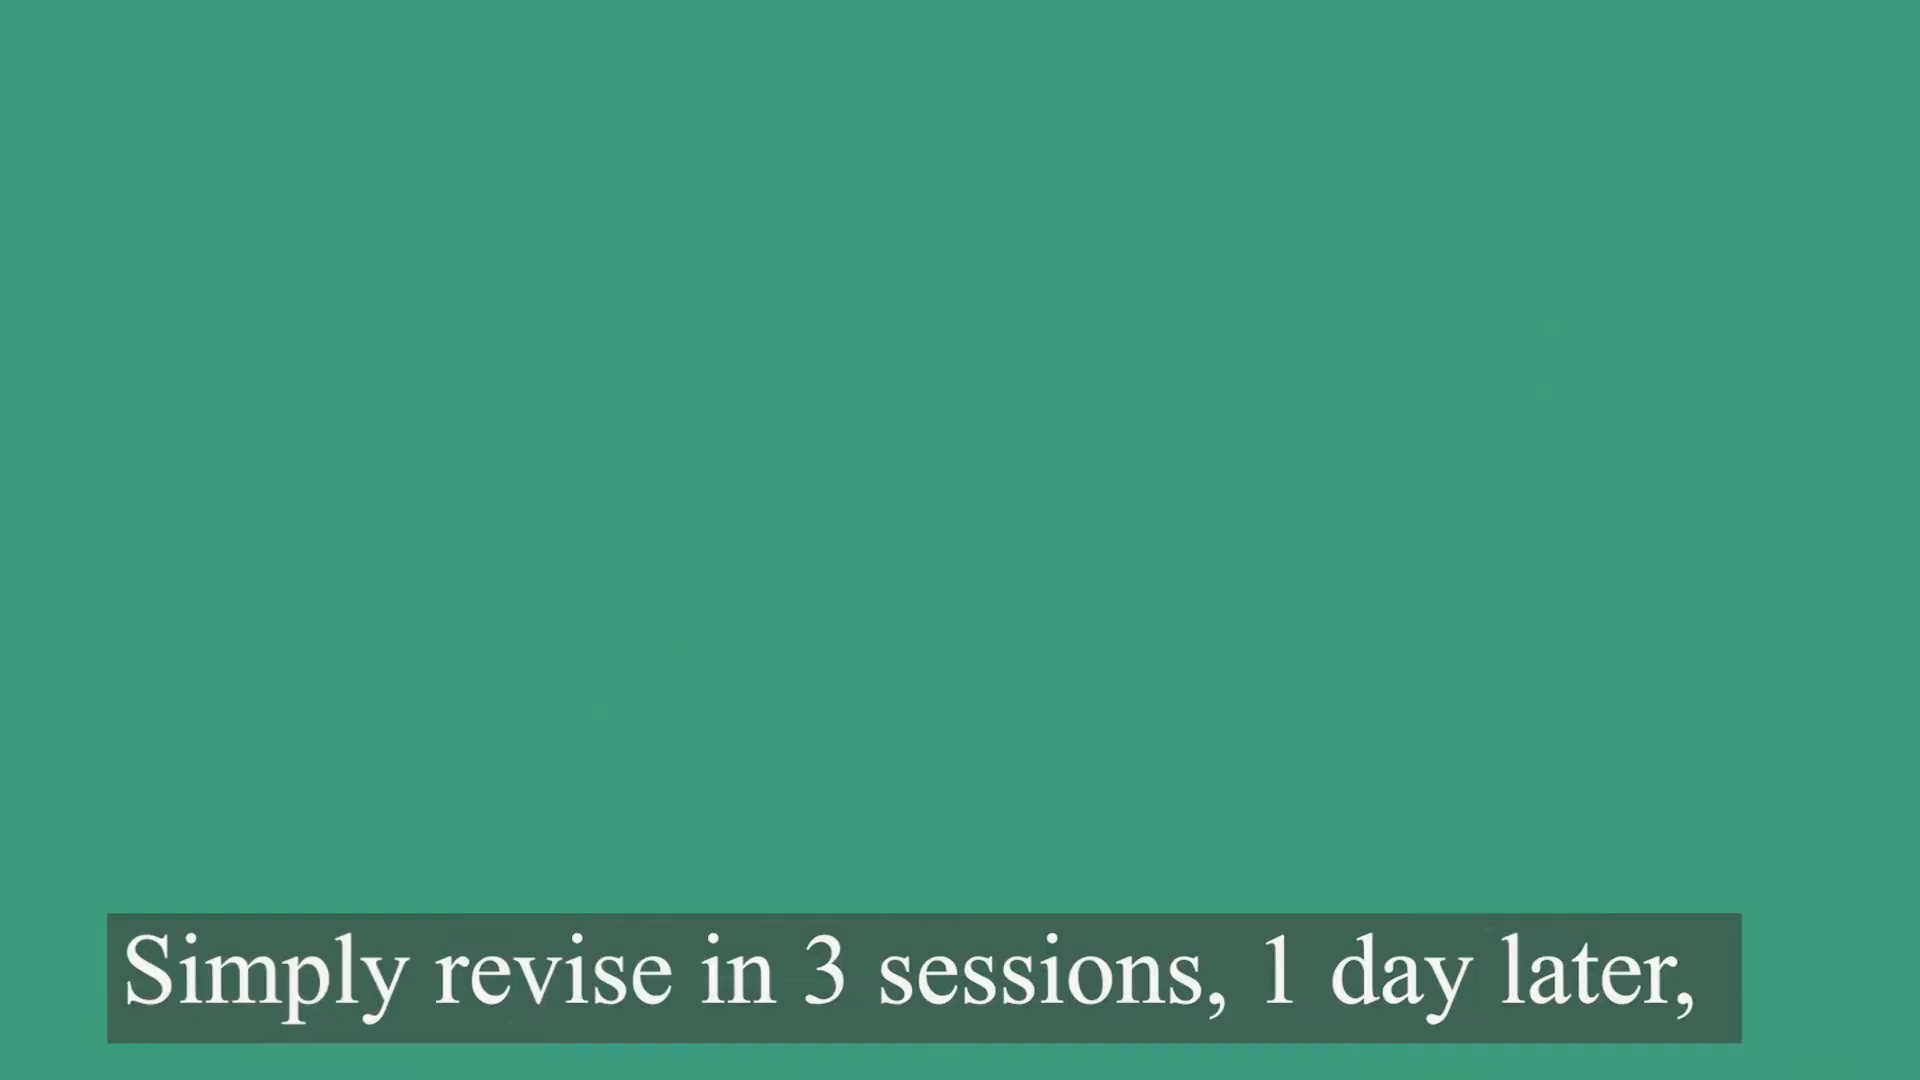 Simply revise in 3 sessions, 1 day later,